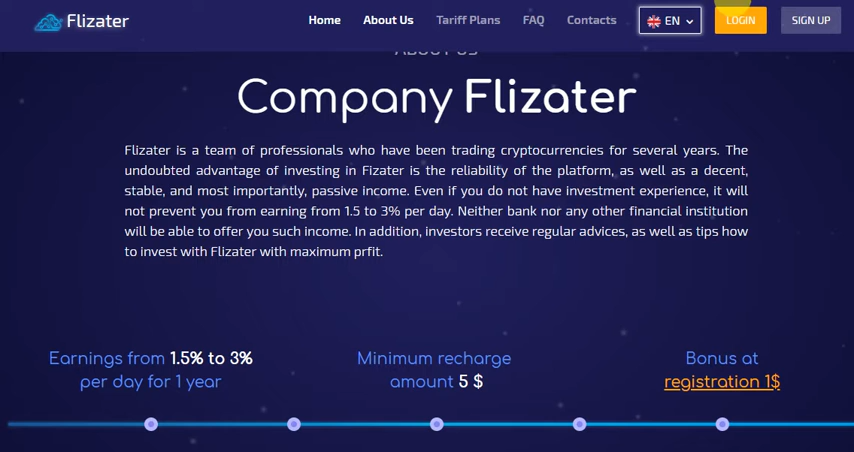 Flizater
Home
About Us
Tariff Plans
FAQ
Contacts
EN
LOGIN
SIGN UP
ABOUT US
Company Flizater
Flizater is a team of professionals who have been trading cryptocurrencies for several years. The
undoubted advantage of investing in Fizater is the reliability of the platform, as well as a decent,
stable, and most importantly, passive income. Even if you do not have investment experience, it will
not prevent you from earning from 1.5 to 3% per day. Neither bank nor any other financial institution
will be able to offer you such income. In addition, investors receive regular advices, as well as tips how
to invest with Flizater with maximum prfit.
Earnings from 1.5% to 3%
per day for 1 year
Minimum recharge
amount 5 $
Bonus at
registration 1$